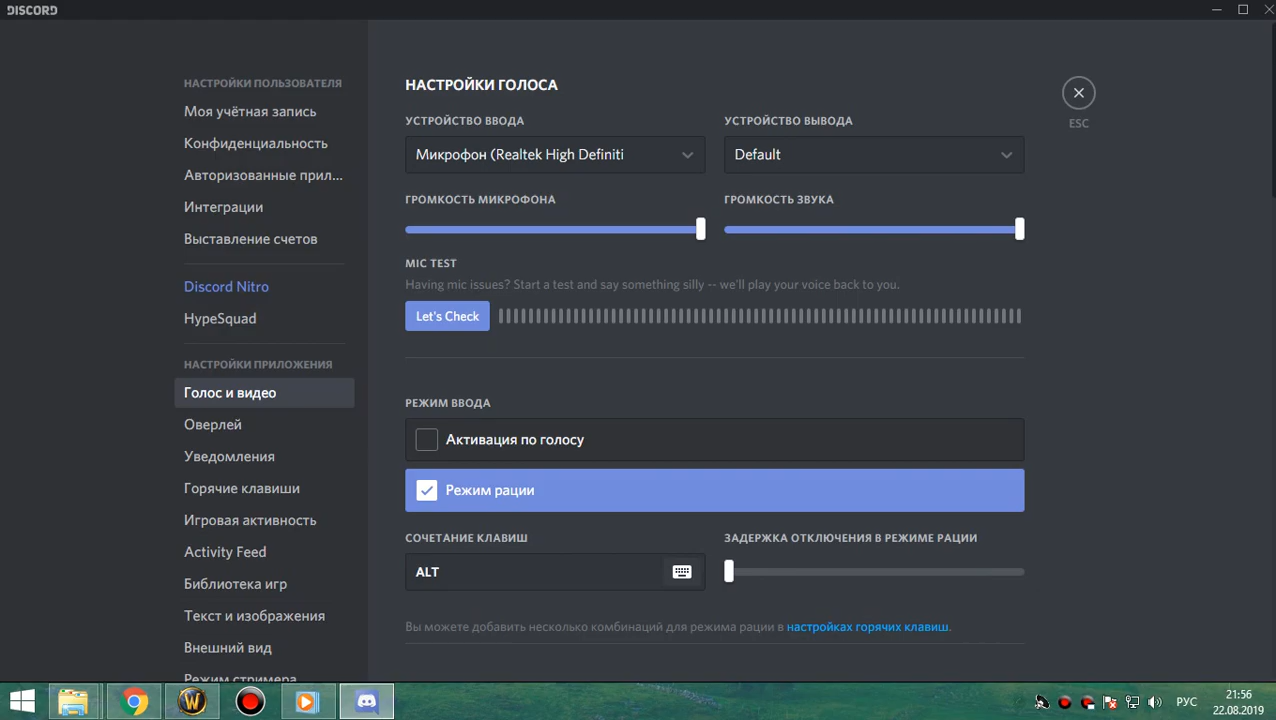 DISCORD
НАСТРОЙКИ ПОЛЬЗОВАТЕЛЯ
Моя учётная запись
Конфиденциальность
Авторизованные прил...
Интеграции
Выставление счетов
Discord Nitro
HypeSquad
НАСТРОЙКИ ПРИЛОЖЕНИЯ
Голос и видео
Оверлей
Уведомления
Горячие клавиши
Игровая активность
Activity Feed
Библиотека игр
Текст и изображения
Внешний вид
Режим стримера
НАСТРОЙКИ ГОЛОСА
ESC
УСТРОЙСТВО ВВОДА
УСТРОЙСТВО ВЫВОДА
Микрофон (Realtek High Definiti
Default
ГРОМКОСТЬ МИКРОФОНА
ГРОМКОСТЬ ЗВУКА
MIC TEST
Having mic issues? Start a test and say something silly -- we'll play your voice back to you.
Let's Check
РЕЖИМ ВВОДА
Активация по голосу
Режим рации
СОЧЕТАНИЕ КЛАВИШ
ЗАДЕРЖКА ОТКЛЮЧЕНИЯ В РЕЖИМЕ РАЦИИ
ALT
Вы можете добавить несколько комбинаций для режима рации в настройках горячих клавиш.
РУС
21:56
22.08.2019